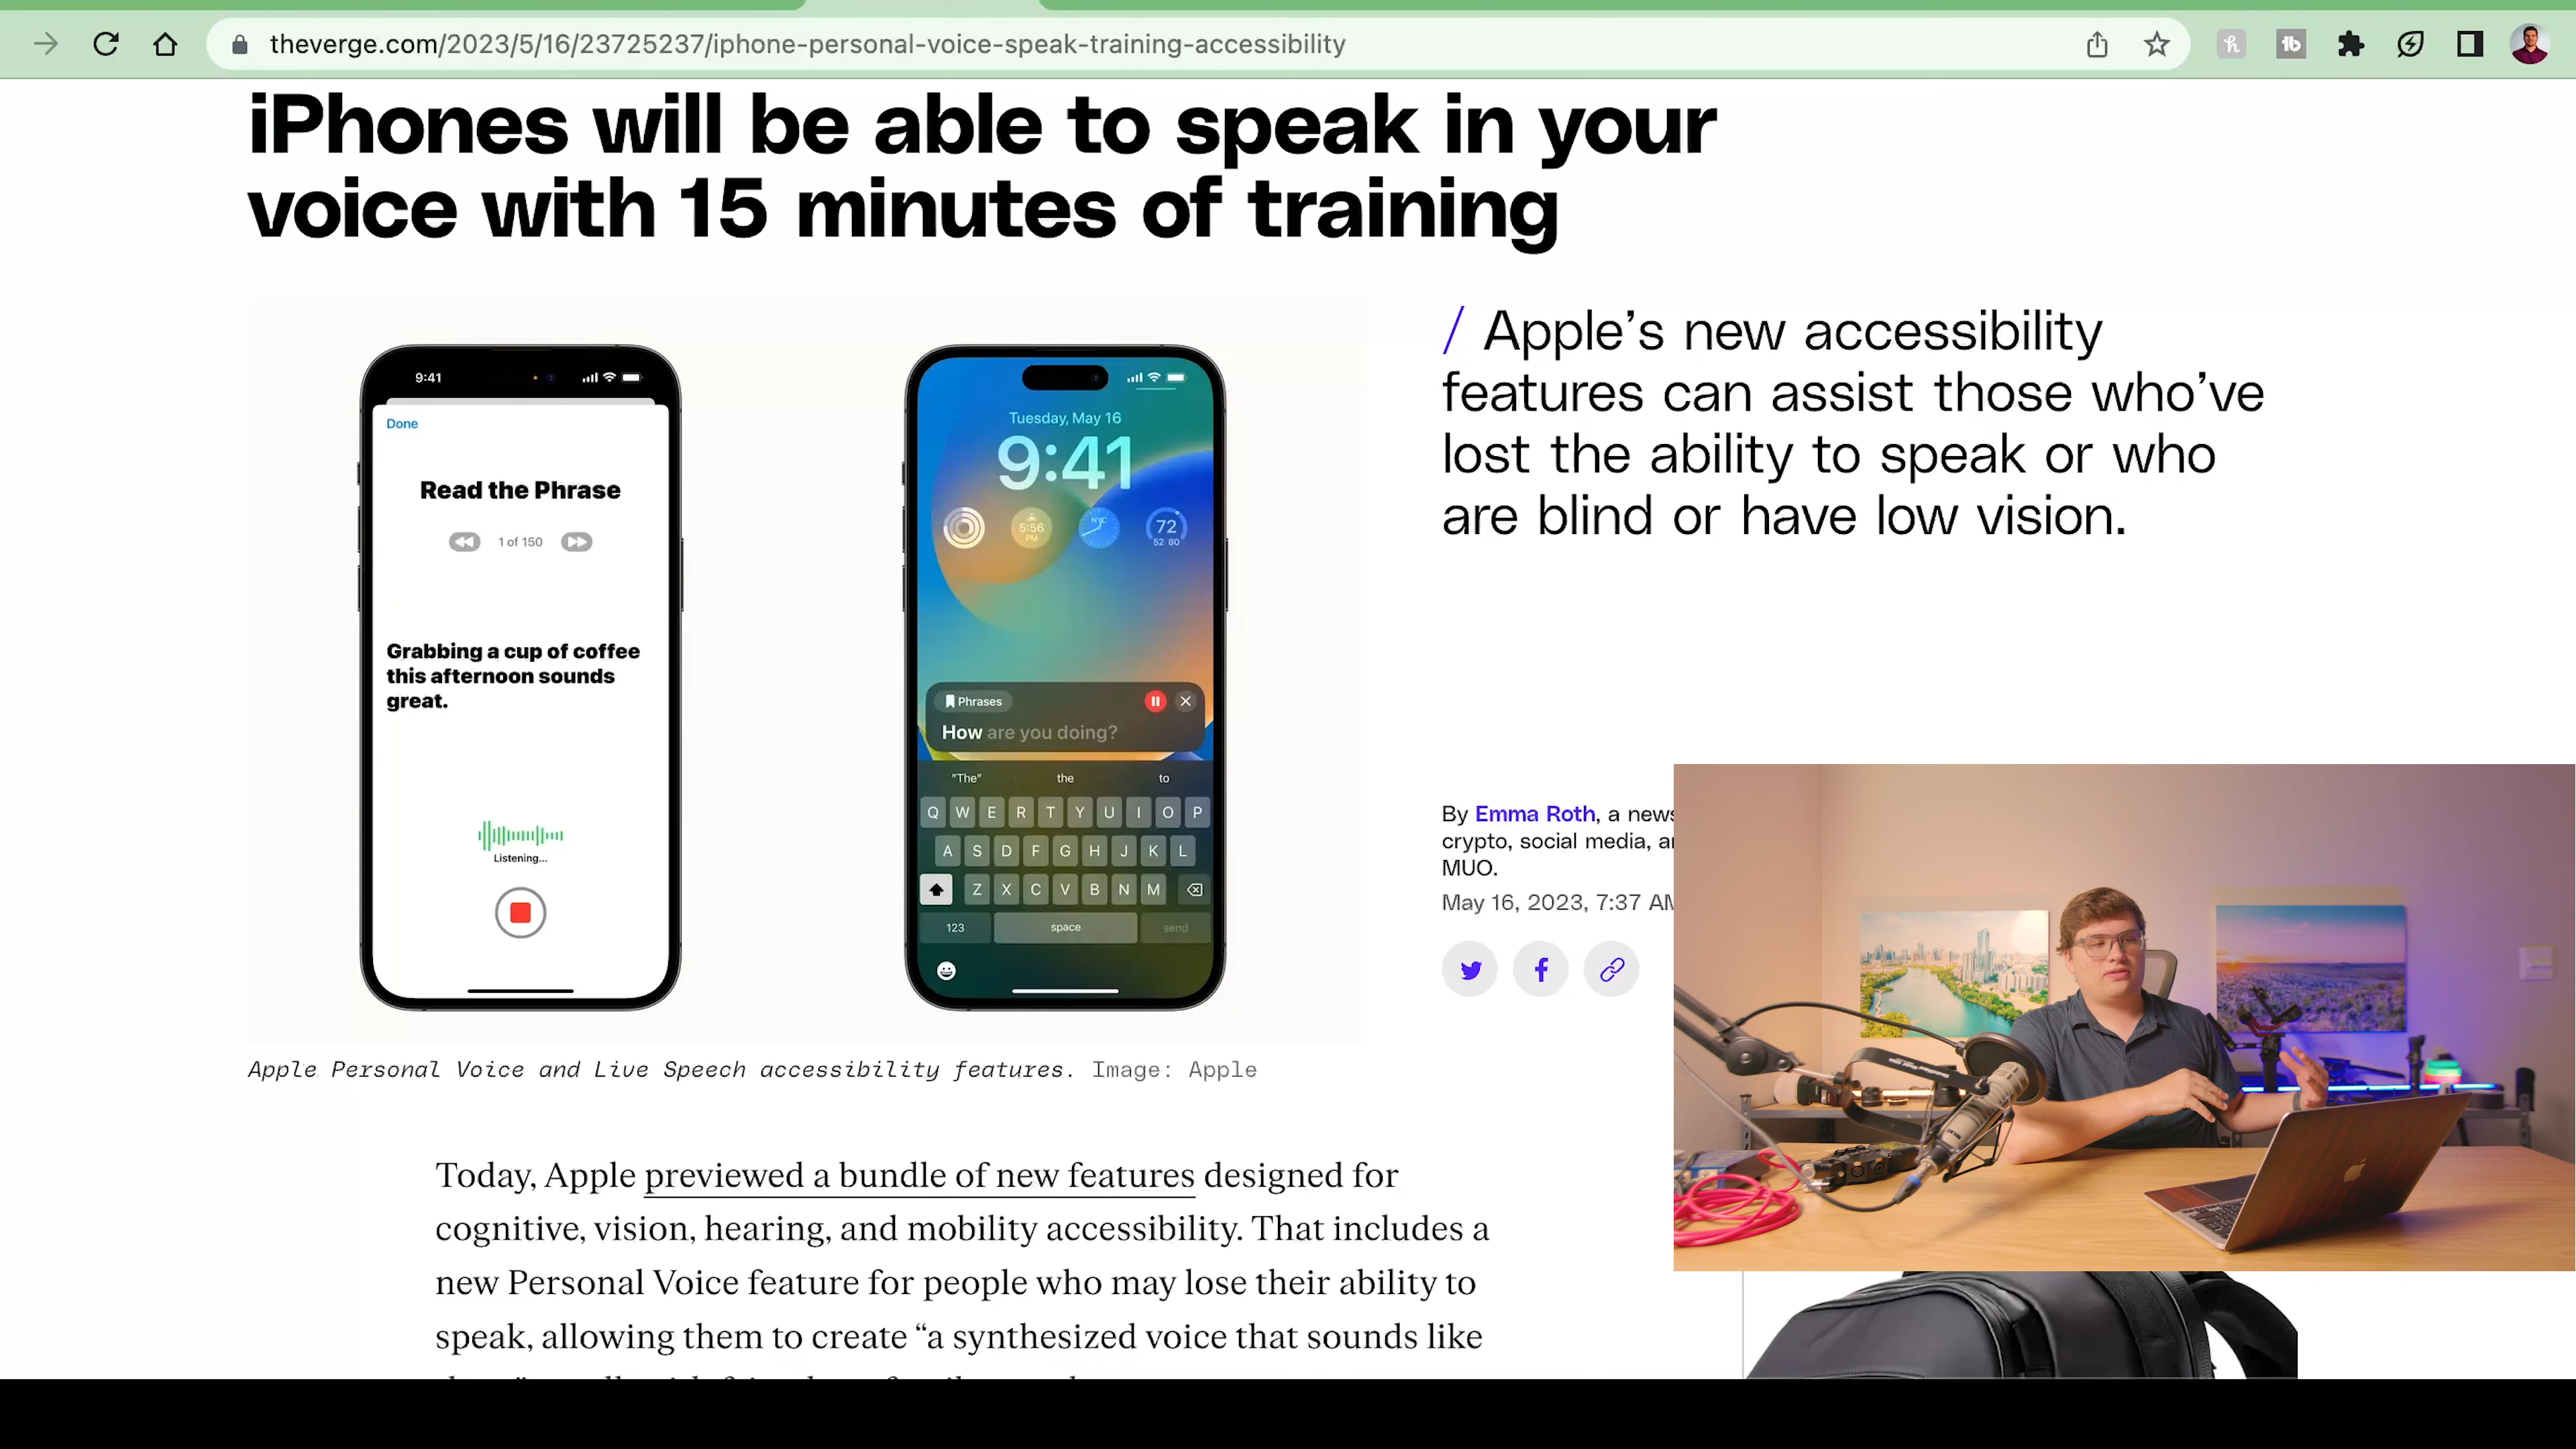 theverge.com/2023/5/16/23725237/iphone-personal-voice-speak-training-accessibility
iPhones will be able to speak in your
voice with 15 minutes of training
9:41
Done
Read the Phrase
1 of 150
Grabbing a cup of coffee
this afternoon sounds
great.
Listening...
Tuesday, May 16
9:41
5:56
PM
NYC
72
52 80
Phrases
How are you doing?
"The" the to
Q W E R T Y U I O P
A S D F G H J K L
Z X C V B N M
123 space send
/ Apple’s new accessibility
features can assist those who’ve
lost the ability to speak or who
are blind or have low vision.
By Emma Roth, a news
crypto, social media, a
MUO.
May 16, 2023, 7:37 AM
Apple Personal Voice and Live Speech accessibility features. Image: Apple
Today, Apple previewed a bundle of new features designed for
cognitive, vision, hearing, and mobility accessibility. That includes a
new Personal Voice feature for people who may lose their ability to
speak, allowing them to create “a synthesized voice that sounds like